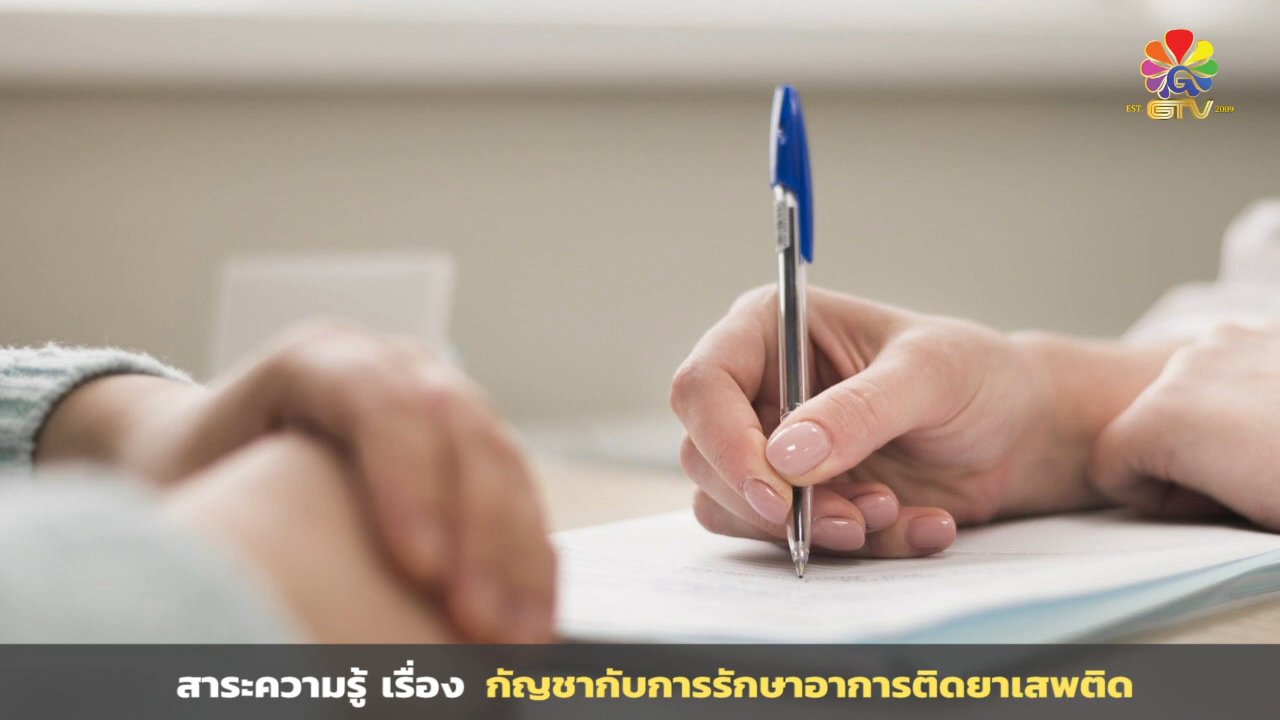 G
EST. GTV 2009
สาระความรู้ เรื่อง กัญชากับการรักษาอาการติดยาเสพติด